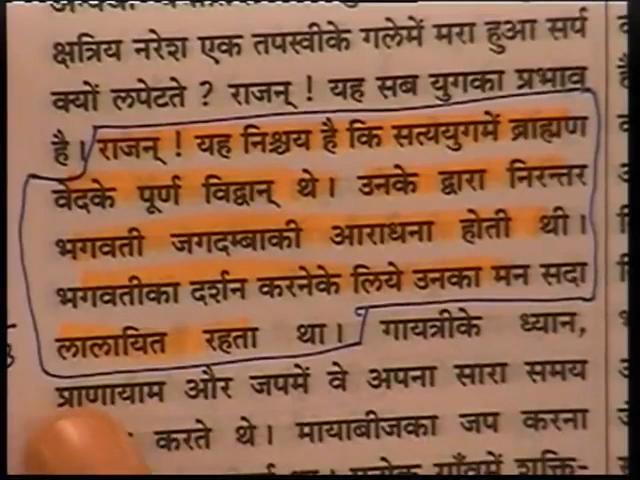 क्षत्रिय नरेश एक तपस्वीके गलेमें मरा हुआ सर्प
क्यों लपेटते ? राजन् ! यह सब युगका प्रभाव
है। राजन् ! यह निश्चय है कि सत्ययुगमें ब्राह्मण
वेदके पूर्ण विद्वान् थे। उनके द्वारा निरन्तर
भगवती जगदम्बाकी आराधना होती थी।
भगवतीका दर्शन करनेके लिये उनका मन सदा
लालायित रहता था। गायत्रीके ध्यान,
प्राणायाम और जपमें वे अपना सारा समय
करते थे। मायाबीजका जप करना